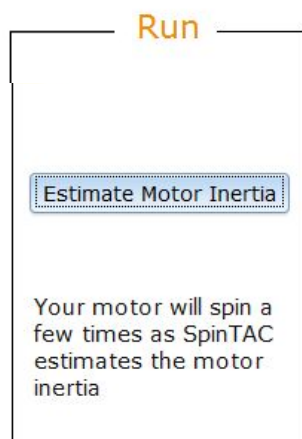 Run
Estimate Motor Inertia
Your motor will spin a
few times as SpinTAC
estimates the motor
inertia